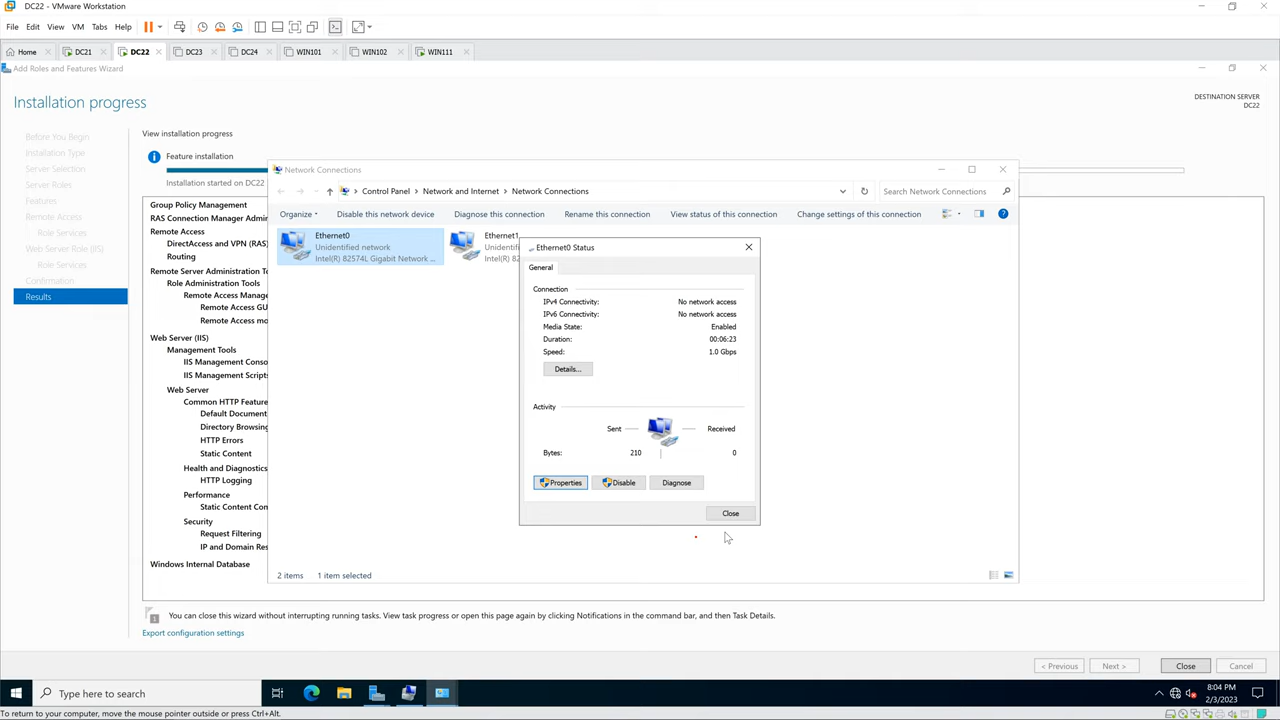 DC22 - VMware Workstation
File Edit View VM Tabs Help
Home DC21 DC22 DC23 DC24 WIN101 WIN102 WIN111
Add Roles and Features Wizard
Installation progress
DESTINATION SERVER
DC22
Before You Begin
Installation Type
Server Selection
Server Roles
Features
Remote Access
Role Services
Web Server Role (IIS)
Role Services
Confirmation
Results
View installation progress
Feature installation
Installation started on DC22
Group Policy Management
RAS Connection Manager Admin
Remote Access
DirectAccess and VPN (RAS)
Routing
Remote Server Administration T
Role Administration Tools
Remote Access Manage
Remote Access GU
Remote Access mo
Web Server (IIS)
Management Tools
IIS Management Conso
IIS Management Scripts
Web Server
Common HTTP Feature
Default Document
Directory Browsing
HTTP Errors
Static Content
Health and Diagnostics
HTTP Logging
Performance
Static Content Con
Security
Request Filtering
IP and Domain Res
Windows Internal Database
Network Connections
Control Panel Network and Internet Network Connections
Search Network Connections
Organize Disable this network device Diagnose this connection Rename this connection View status of this connection Change settings of this connection
Ethernet0
Unidentified network
Intel(R) 82574L Gigabit Network ...
Ethernet1
Unidentifi
Intel(R) 82
Ethernet0 Status
General
Connection
IPv4 Connectivity: No network access
IPv6 Connectivity: No network access
Media State: Enabled
Duration: 00:06:23
Speed: 1.0 Gbps
Details...
Activity
Sent Received
Bytes: 210 0
Properties Disable Diagnose
Close
2 items 1 item selected
You can close this wizard without interrupting running tasks. View task progress or open this page again by clicking Notifications in the command bar, and then Task Details.
Export configuration settings
< Previous Next > Close Cancel
Type here to search
8:04 PM
2/3/2023
To return to your computer, move the mouse pointer outside or press Ctrl+Alt.